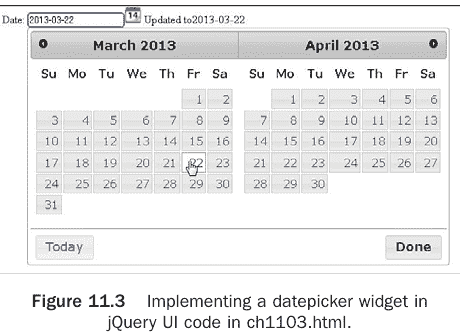 Date: 2013-03-22 14 Updated to2013-03-22
March 2013 April 2013
Su Mo Tu We Th Fr Sa Su Mo Tu We Th Fr Sa
1 2 1 2 3 4 5 6
3 4 5 6 7 8 9 7 8 9 10 11 12 13
10 11 12 13 14 15 16 14 15 16 17 18 19 20
17 18 19 20 21 22 23 21 22 23 24 25 26 27
24 25 26 27 28 29 30 28 29 30
31
Today Done
Figure 11.3 Implementing a datepicker widget in
jQuery UI code in ch1103.html.